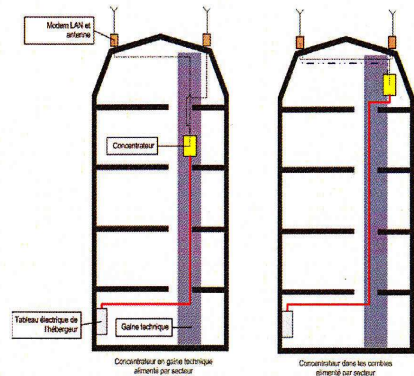 Modem LAN et
antenne
Concentrateur
Tableau électrique de
l'hébergeur
Gaine technique
Concentrateur en gaine technique
alimenté par secteur
Concentrateur dans les combles
alimenté par secteur